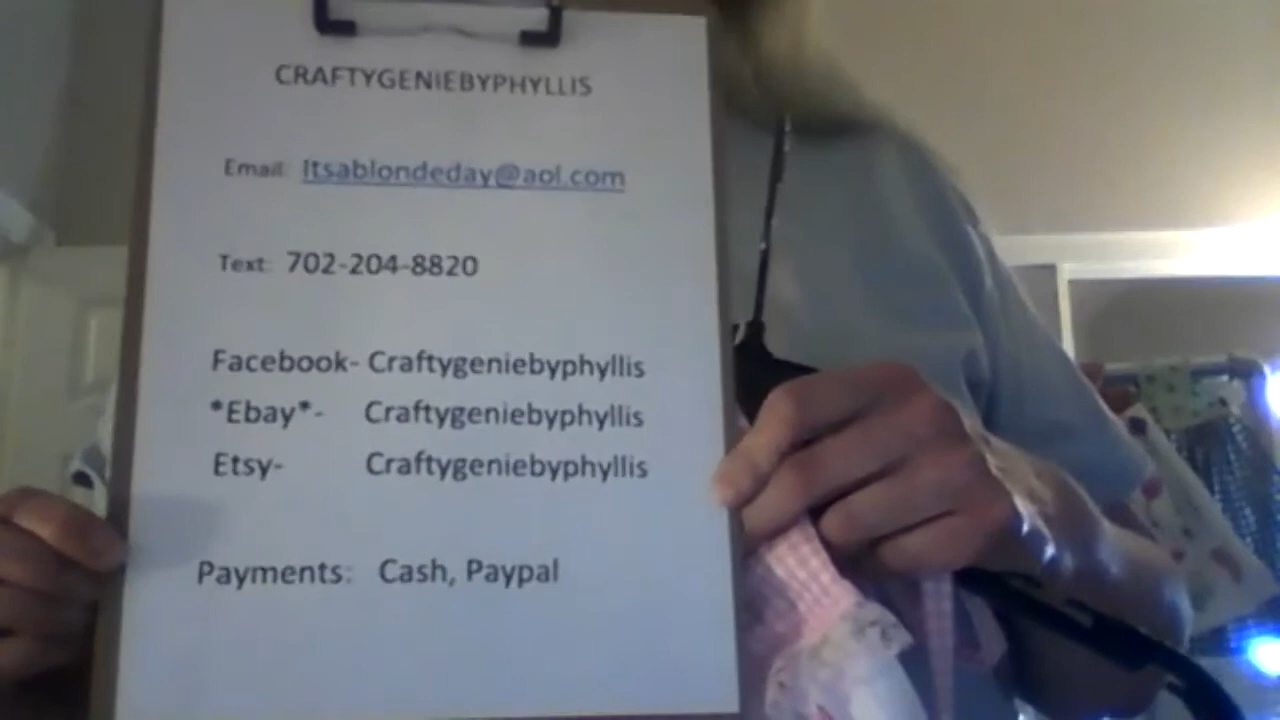 CRAFTYGENIEBYPHYLLIS
Email: Itsablondeday@aol.com
Text: 702-204-8820
Facebook- Craftygeniebyphyllis
*Ebay*- Craftygeniebyphyllis
Etsy- Craftygeniebyphyllis
Payments: Cash, Paypal